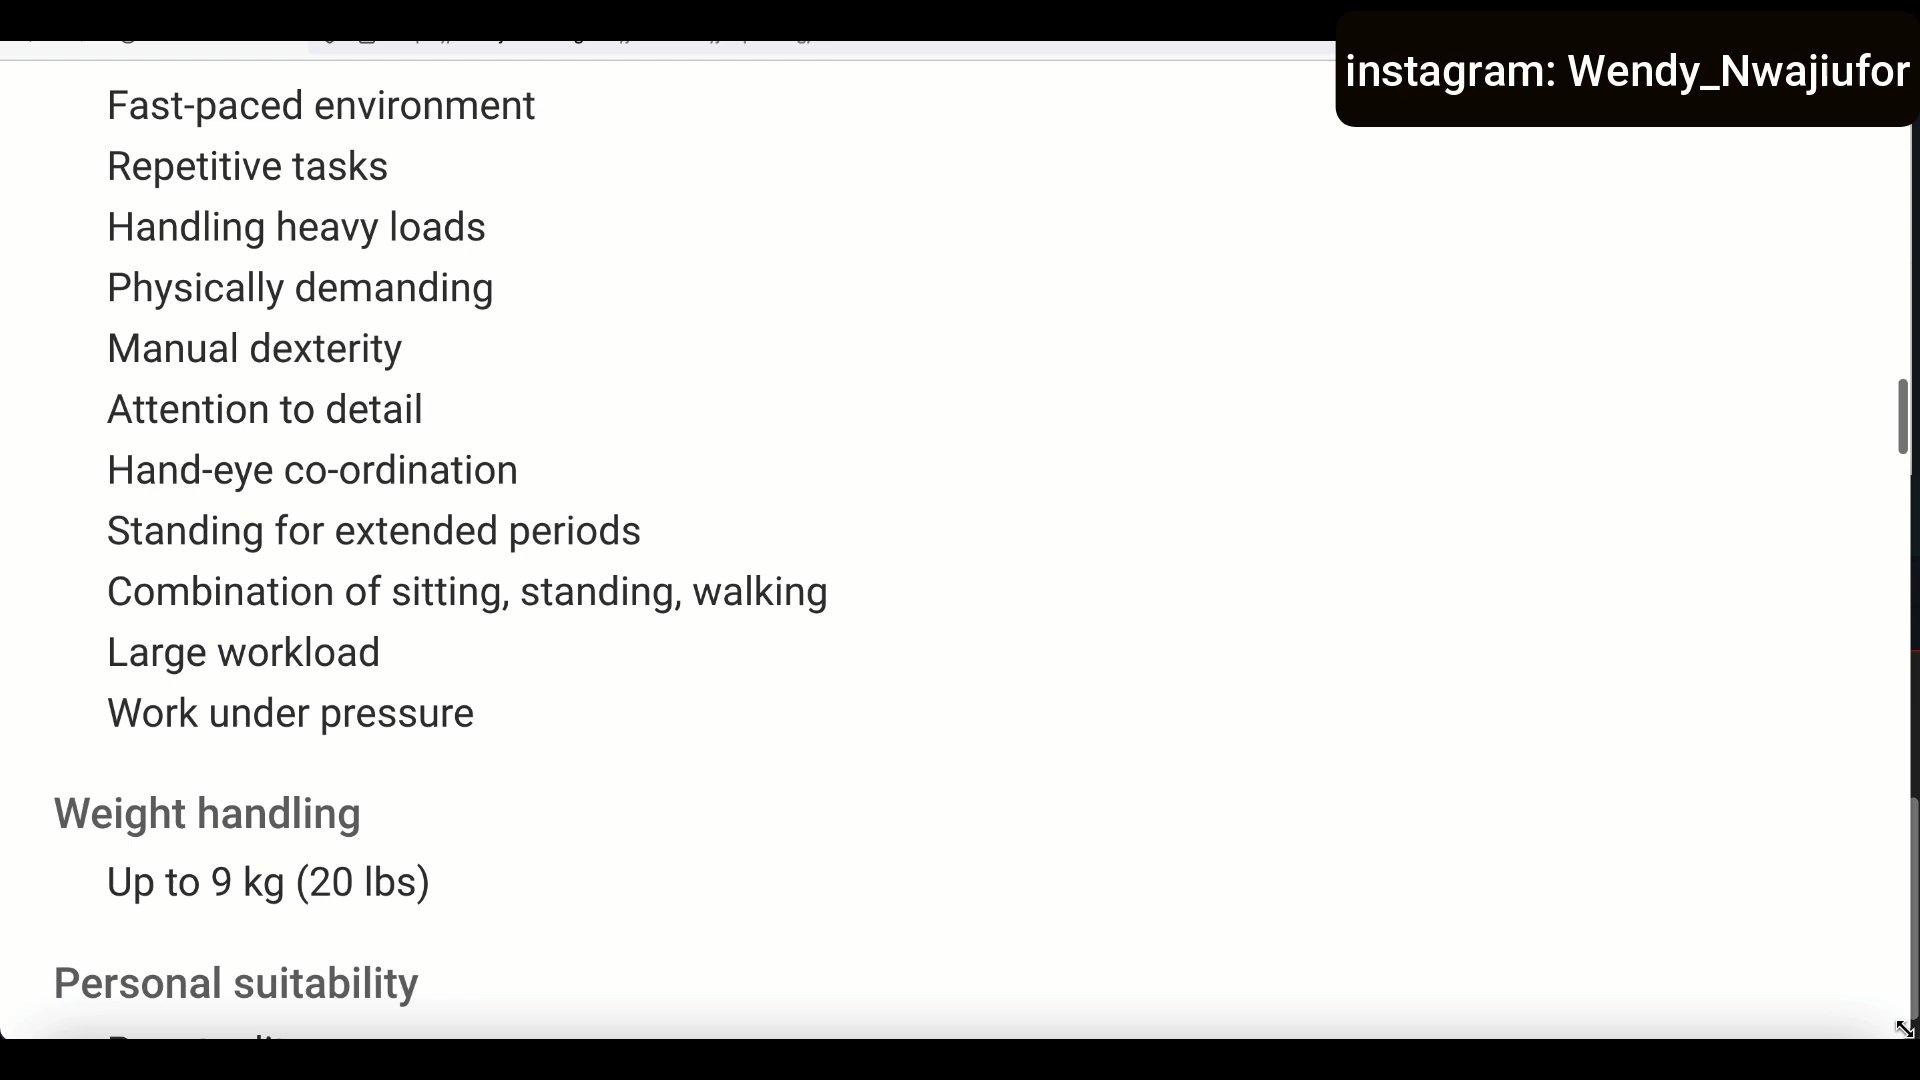 instagram: Wendy_Nwajiufor
Fast-paced environment
Repetitive tasks
Handling heavy loads
Physically demanding
Manual dexterity
Attention to detail
Hand-eye co-ordination
Standing for extended periods
Combination of sitting, standing, walking
Large workload
Work under pressure
Weight handling
Up to 9 kg (20 lbs)
Personal suitability